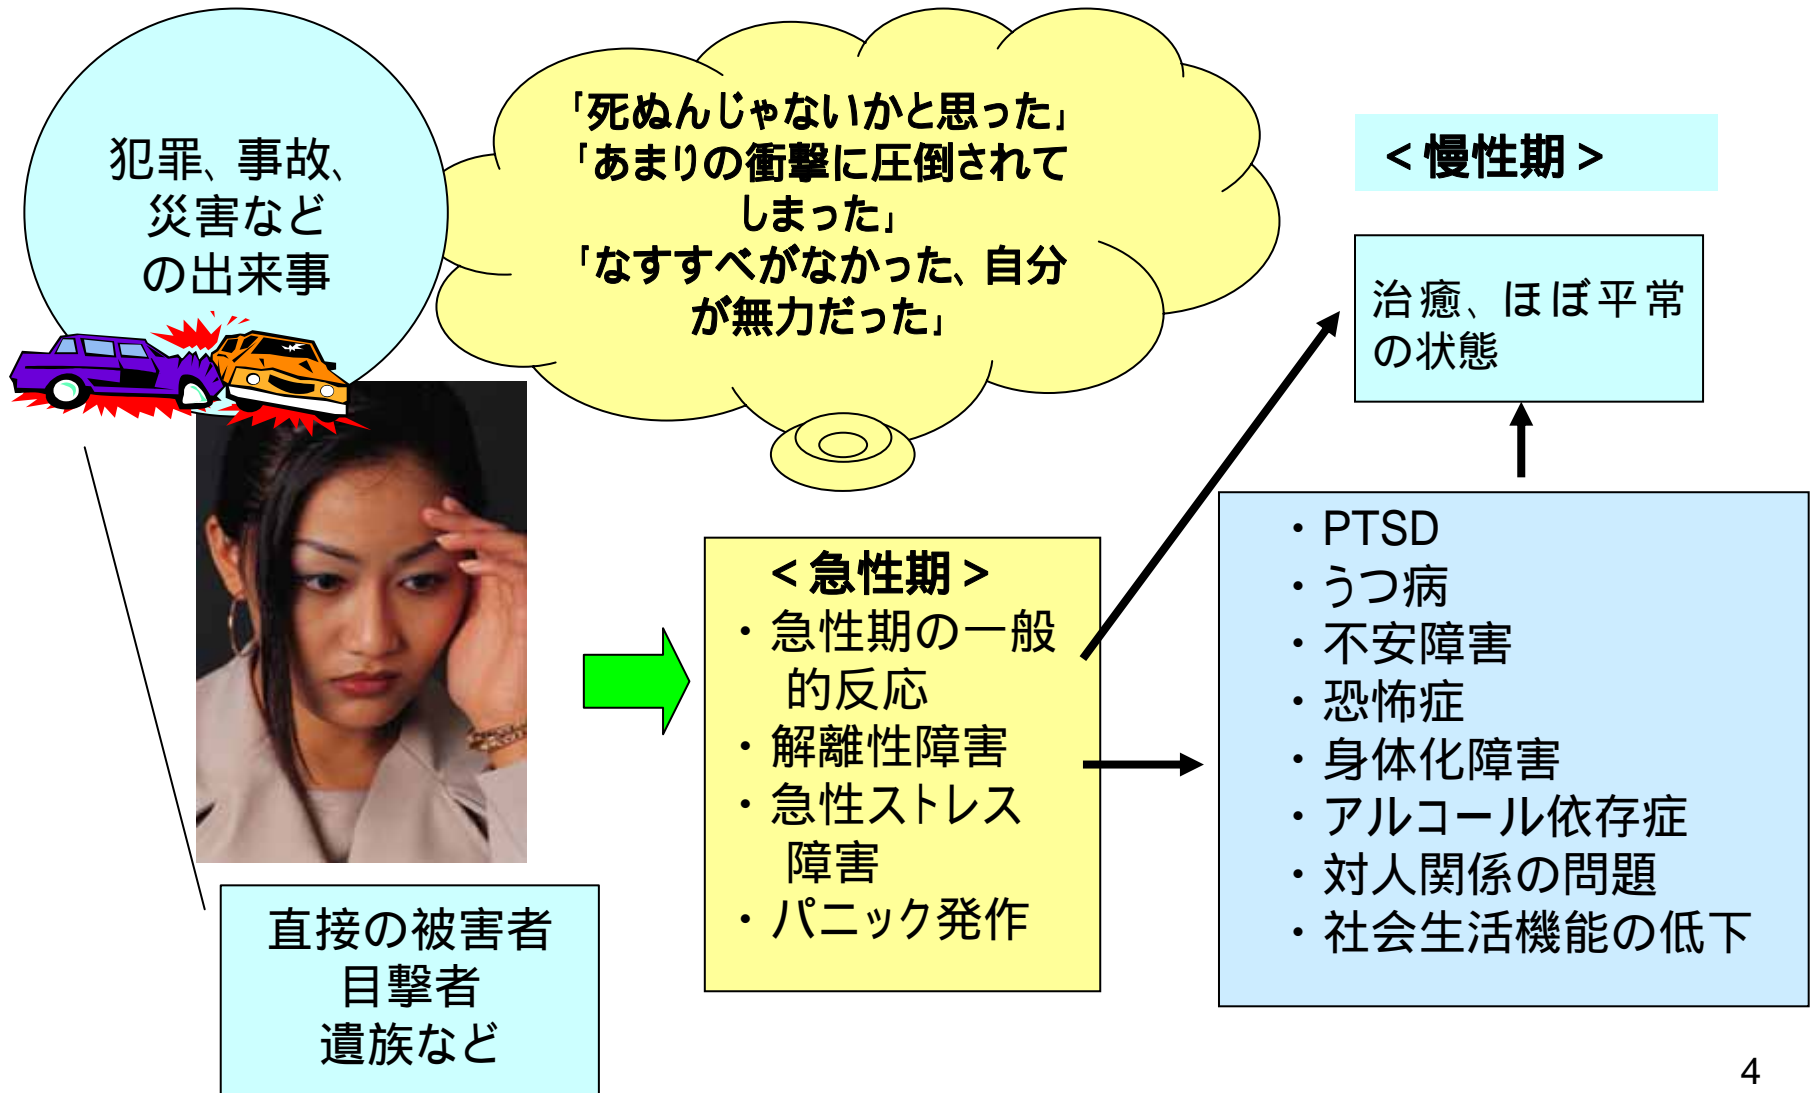 犯罪、事故、
災害など
の出来事
「死ぬんじゃないかと思った」
「あまりの衝撃に圧倒されて
しまった」
「なすすべがなかった、自分
が無力だった」
直接の被害者
目撃者
遺族など
<急性期>
・急性期の一般
的反応
・解離性障害
・急性ストレス
障害
・パニック発作
<慢性期>
治癒、ほぼ平常
の状態
・PTSD
・うつ病
・不安障害
・恐怖症
・身体化障害
・アルコール依存症
・対人関係の問題
・社会生活機能の低下
4